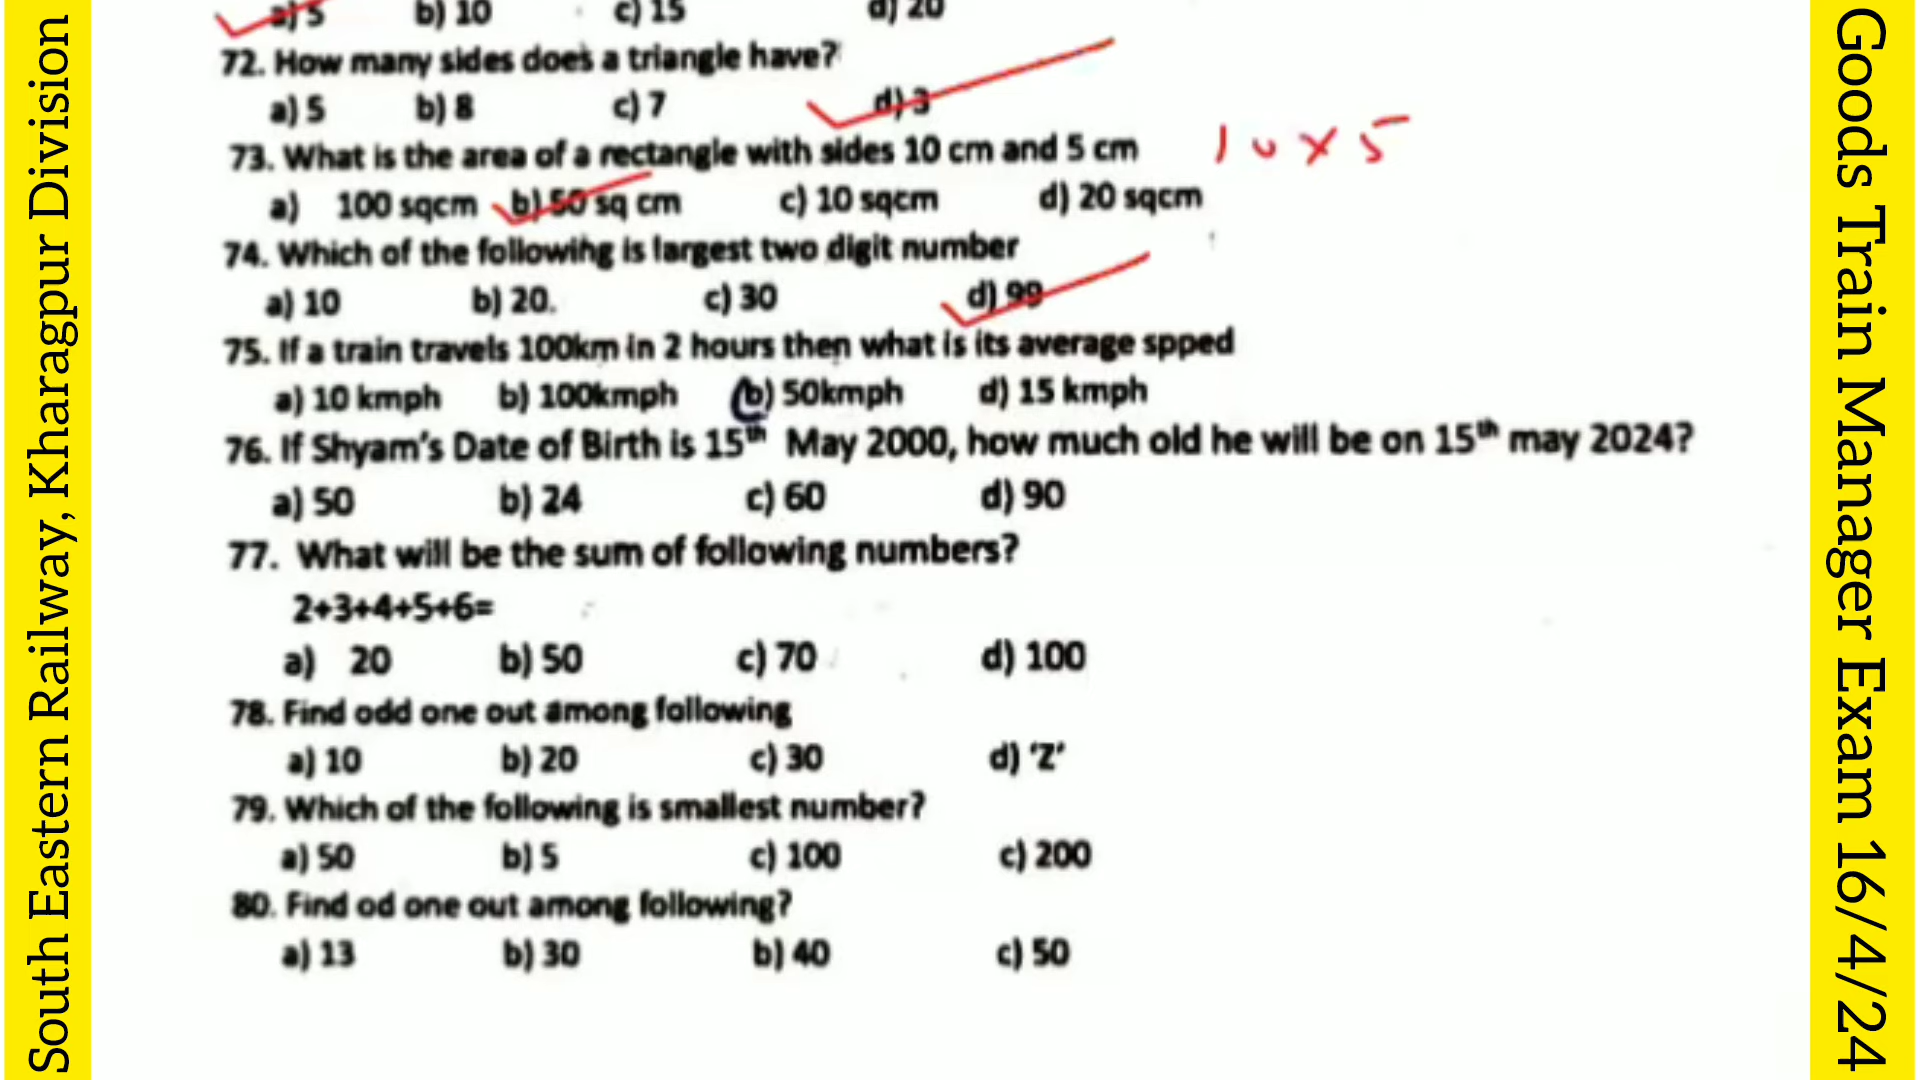 South Eastern Railway, Kharagpur Division
a) 5 b) 10 c) 15 d) 20
72. How many sides does a triangle have?
a) 5 b) 8 c) 7 d) 3
73. What is the area of a rectangle with sides 10 cm and 5 cm 10 x 5
a) 100 sqcm b) 50 sq cm c) 10 sqcm d) 20 sqcm
74. Which of the following is largest two digit number
a) 10 b) 20. c) 30 d) 99
75. If a train travels 100km in 2 hours then what is its average spped
a) 10 kmph b) 100kmph (b) 50kmph d) 15 kmph
76. If Shyam's Date of Birth is 15th May 2000, how much old he will be on 15th may 2024?
a) 50 b) 24 c) 60 d) 90
77. What will be the sum of following numbers?
2+3+4+5+6=
a) 20 b) 50 c) 70 d) 100
78. Find odd one out among following
a) 10 b) 20 c) 30 d) 'Z'
79. Which of the following is smallest number?
a) 50 b) 5 c) 100 c) 200
80. Find od one out among following?
a) 13 b) 30 b) 40 c) 50
Goods Train Manager Exam 16/4/24